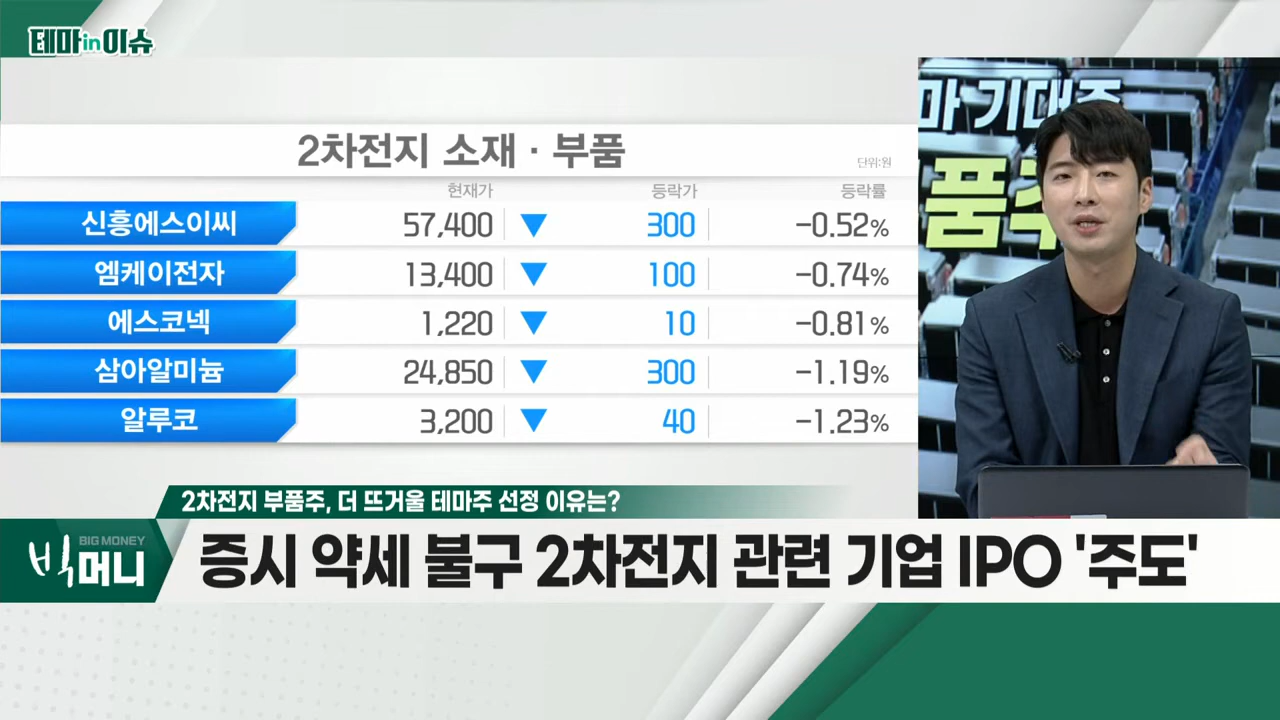 테마in이슈
마 기대주
품주
2차전지 소재 · 부품
단위:원
현재가 등락가 등락률
신흥에스이씨 57,400 ▼ 300 -0.52%
엠케이전자 13,400 ▼ 100 -0.74%
에스코넥 1,220 ▼ 10 -0.81%
삼아알미늄 24,850 ▼ 300 -1.19%
알루코 3,200 ▼ 40 -1.23%
2차전지 부품주, 더 뜨거울 테마주 선정 이유는?
BIG MONEY
빅머니
증시 약세 불구 2차전지 관련 기업 IPO '주도'